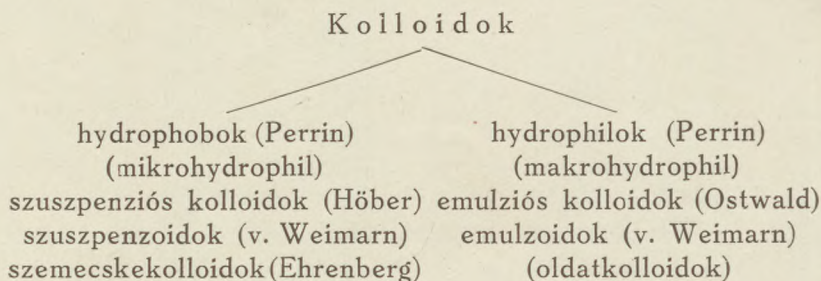 Kolloidok
hydrophobok (Perrin) hydrophilok (Perrin)
(mikrohydrophil) (makrohydrophil)
szuszpenziós kolloidok (Höber) emulziós kolloidok (Ostwald)
szuszpenzoidok (v. Weimarn) emulzoidok (v. Weimarn)
szemecskekolloidok (Ehrenberg) (oldatkolloidok)